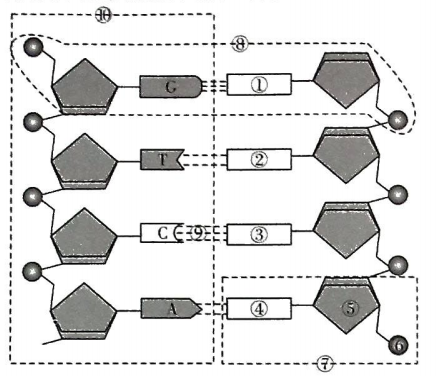 ⑩
⑧
G ①
T ②
C ⑨ ③
A ④ ⑤
⑥
⑦